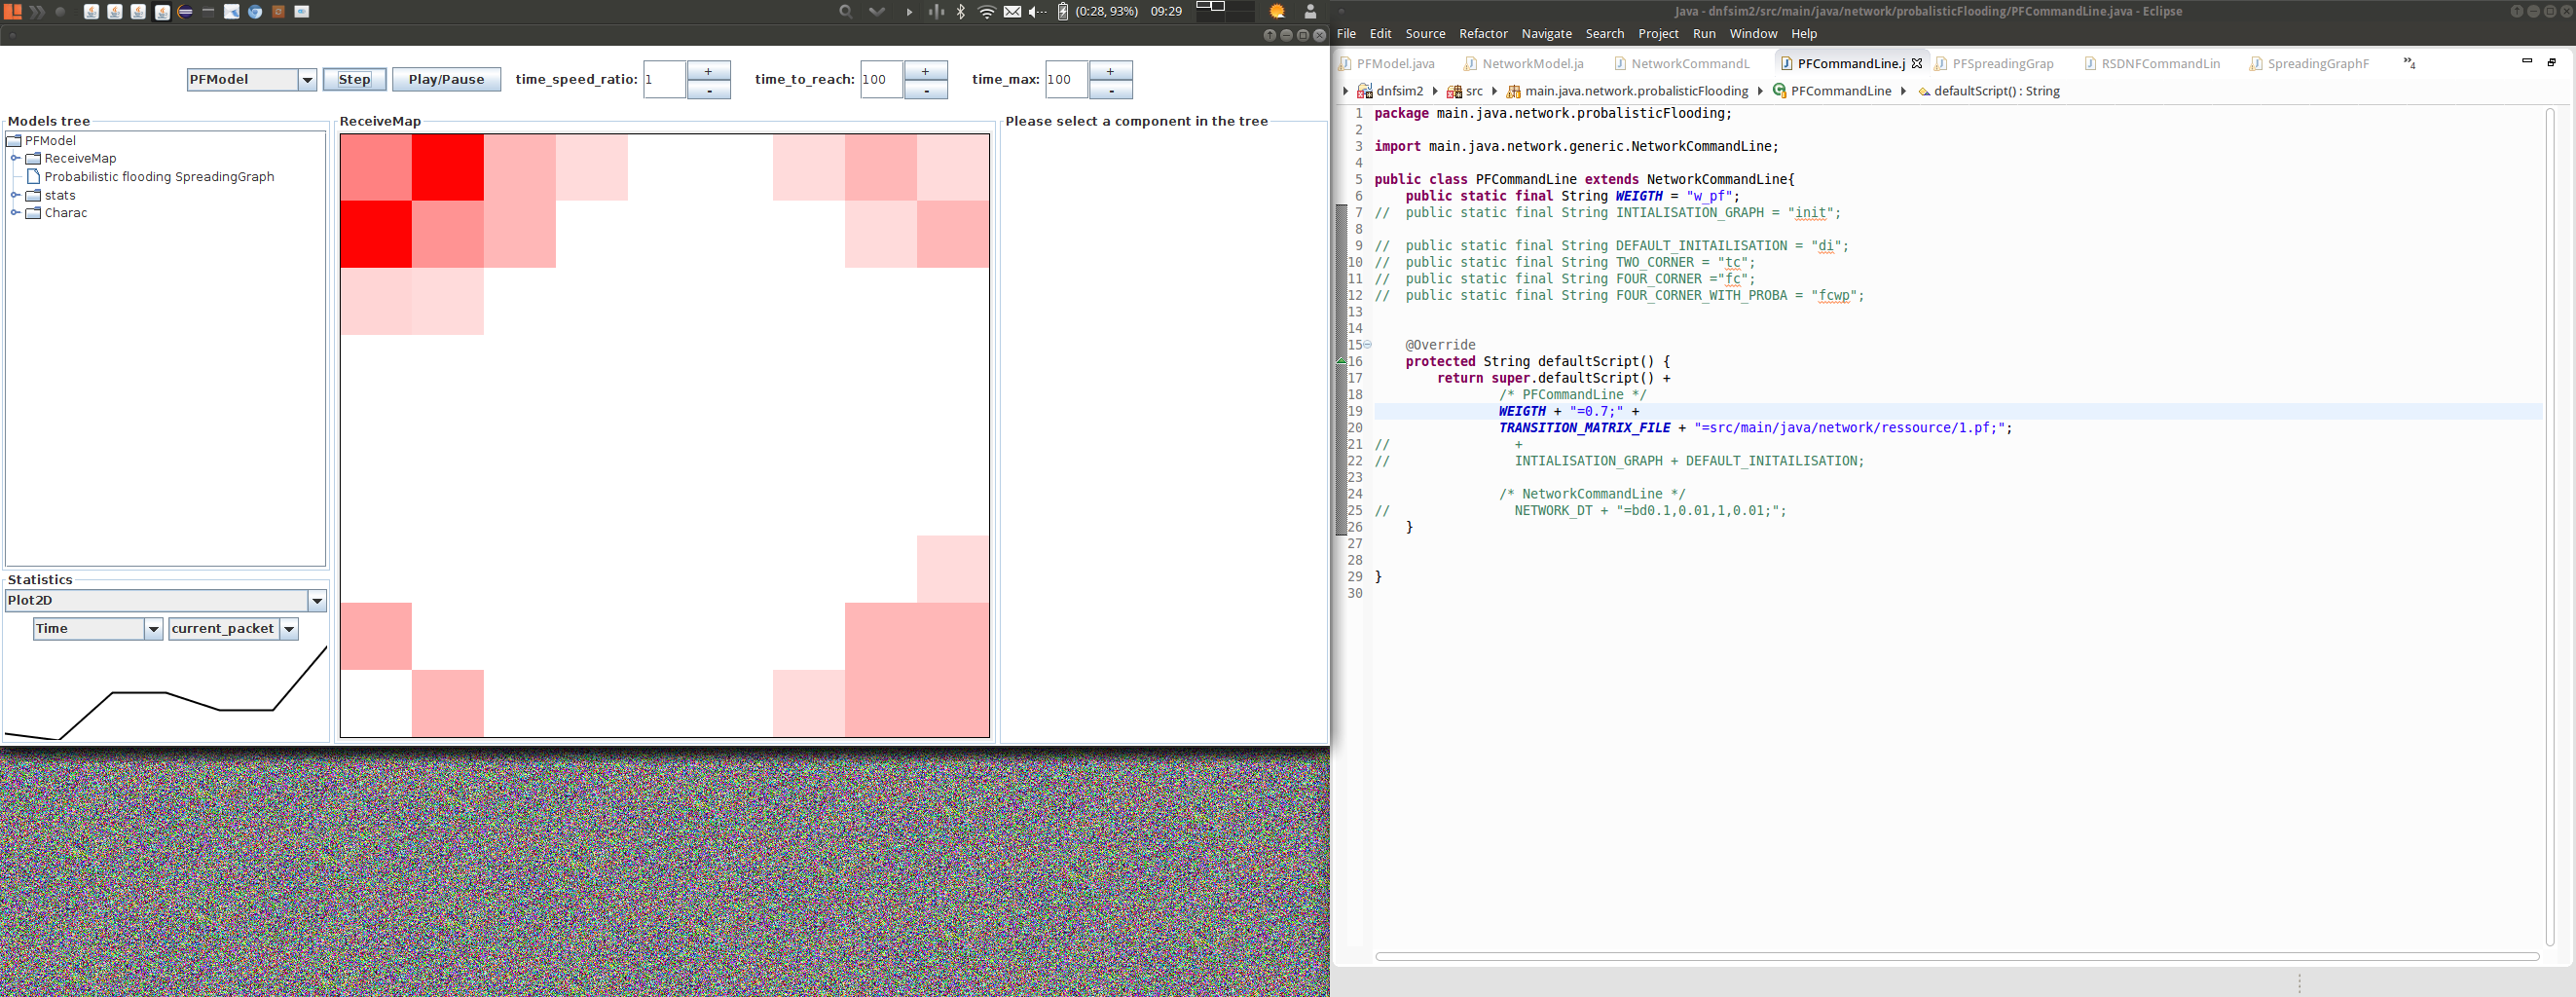 (0:28, 93%) 09:29
PFModel Step Play/Pause time_speed_ratio: 1 + - time_to_reach: 100 + - time_max: 100 + -
Models tree
PFModel
ReceiveMap
Probabilistic flooding SpreadingGraph
stats
Charac
Statistics
Plot2D
Time current_packet
ReceiveMap
Please select a component in the tree
Java - dnfsim2/src/main/java/network/probalisticFlooding/PFCommandLine.java - Eclipse
File Edit Source Refactor Navigate Search Project Run Window Help
PFModel.java NetworkModel.ja NetworkCommandL PFCommandLine.j PFSpreadingGrap RSDNFCommandLin SpreadingGraphF »4
dnfsim2 src main.java.network.probalisticFlooding PFCommandLine defaultScript() : String
1 package main.java.network.probalisticFlooding;
2
3 import main.java.network.generic.NetworkCommandLine;
4
5 public class PFCommandLine extends NetworkCommandLine{
6 public static final String WEIGTH = "w_pf";
7 // public static final String INTIALISATION_GRAPH = "init";
8
9 // public static final String DEFAULT_INITAILISATION = "di";
10 // public static final String TWO_CORNER = "tc";
11 // public static final String FOUR_CORNER ="fc";
12 // public static final String FOUR_CORNER_WITH_PROBA = "fcwp";
13
14
15 @Override
16 protected String defaultScript() {
17 return super.defaultScript() +
18 /* PFCommandLine */
19 WEIGTH + "=0.7;" +
20 TRANSITION_MATRIX_FILE + "=src/main/java/network/ressource/1.pf;";
21 // +
22 // INTIALISATION_GRAPH + DEFAULT_INITAILISATION;
23
24 /* NetworkCommandLine */
25 // NETWORK_DT + "=bd0.1,0.01,1,0.01;";
26 }
27
28
29 }
30